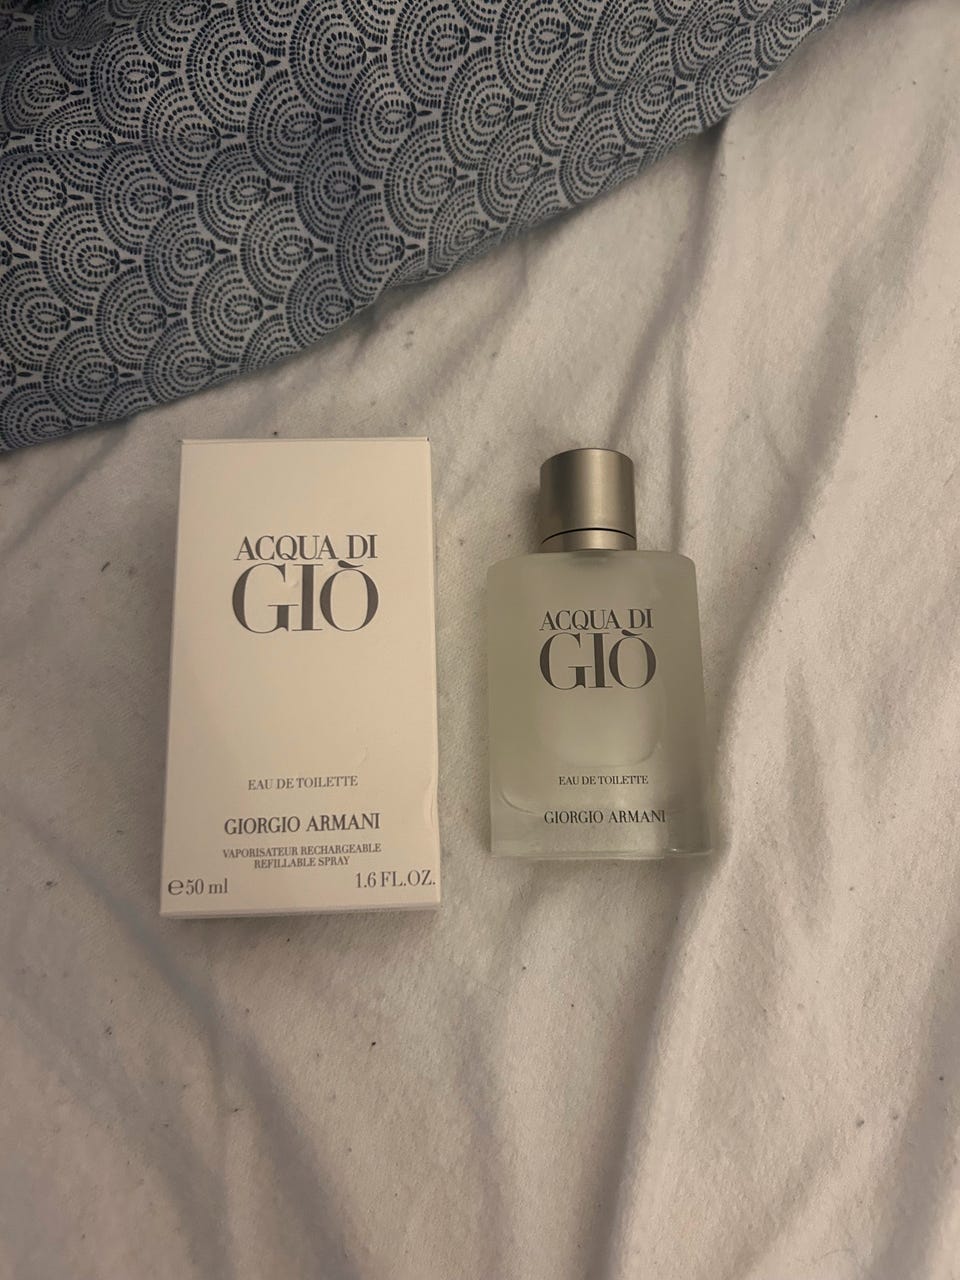 ACQUA DI
GIÒ
EAU DE TOILETTE
GIORGIO ARMANI
VAPORISATEUR RECHARGEABLE
REFILLABLE SPRAY
℮50 ml 1.6 FL.OZ.
ACQUA DI
GIÒ
EAU DE TOILETTE
GIORGIO ARMANI